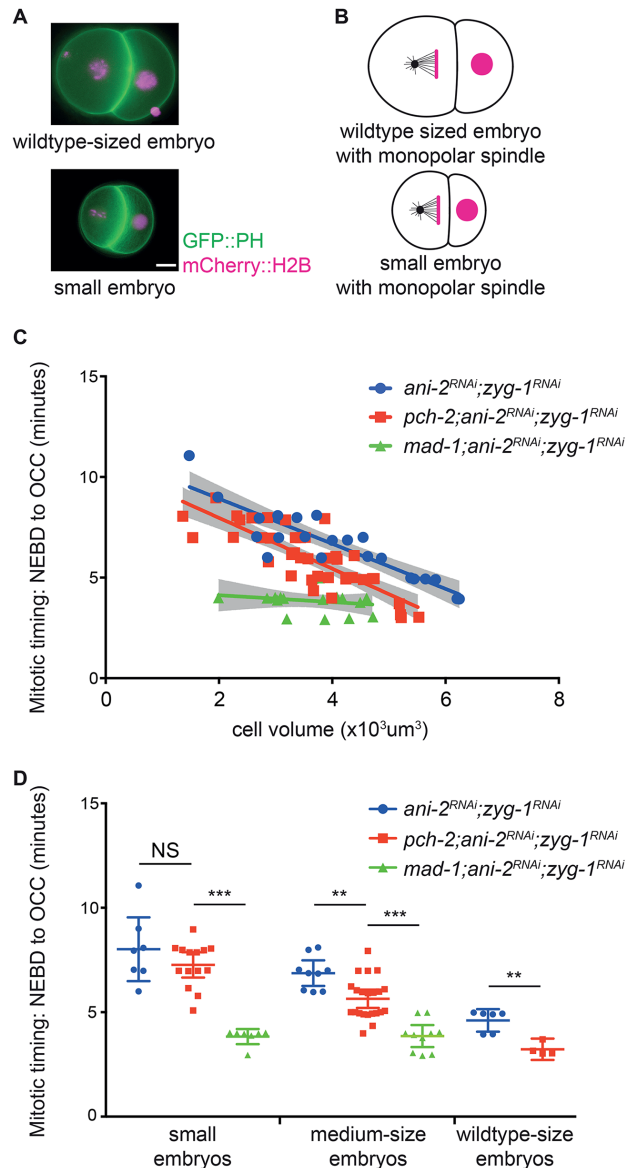 A
wildtype-sized embryo
small embryo
GFP::PH
mCherry::H2B
B
wildtype sized embryo
with monopolar spindle
small embryo
with monopolar spindle
C
Mitotic timing: NEBD to OCC (minutes)
15
10
5
0
0
2
4
6
8
cell volume (x10³um³)
ani-2ᴿᴺᴬⁱ;zyg-1ᴿᴺᴬⁱ
pch-2;ani-2ᴿᴺᴬⁱ;zyg-1ᴿᴺᴬⁱ
mad-1;ani-2ᴿᴺᴬⁱ;zyg-1ᴿᴺᴬⁱ
D
Mitotic timing: NEBD to OCC (minutes)
15
10
5
0
ani-2ᴿᴺᴬⁱ;zyg-1ᴿᴺᴬⁱ
pch-2;ani-2ᴿᴺᴬⁱ;zyg-1ᴿᴺᴬⁱ
mad-1;ani-2ᴿᴺᴬⁱ;zyg-1ᴿᴺᴬⁱ
NS
***
**
***
**
small
embryos
medium-size
embryos
wildtype-size
embryos